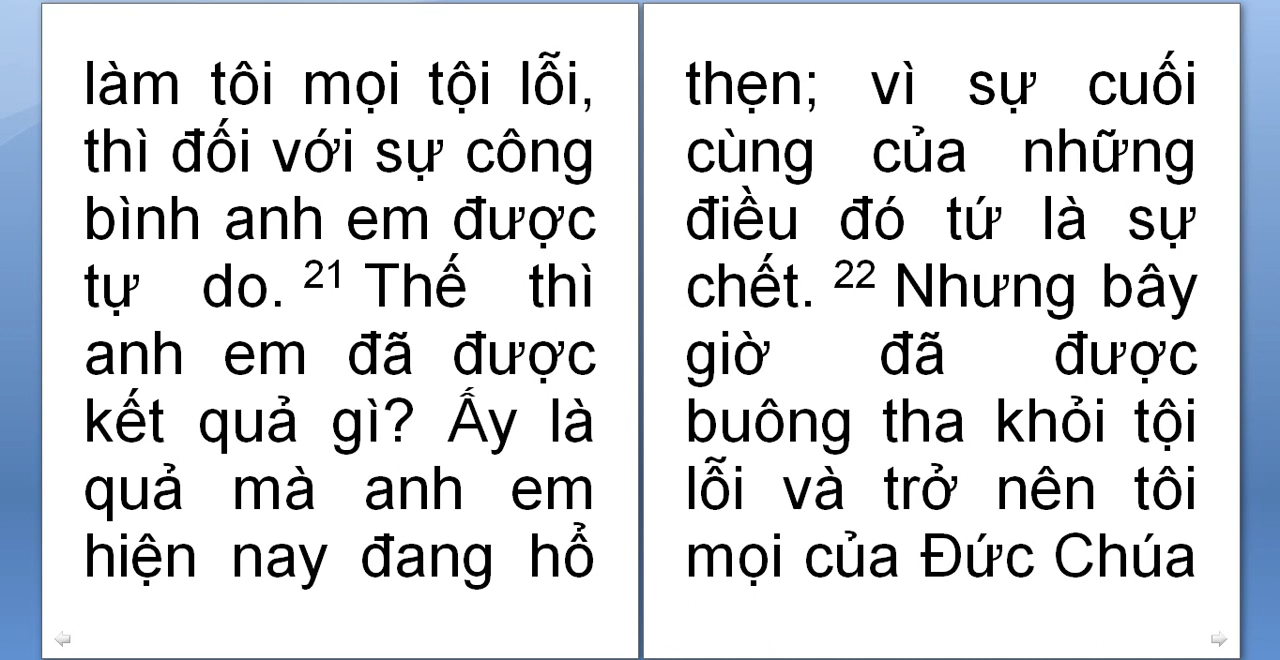 làm tôi mọi tội lỗi,
thì đối với sự công
bình anh em được
tự do. 21 Thế thì
anh em đã được
kết quả gì? Ấy là
quả mà anh em
hiện nay đang hổ
thẹn; vì sự cuối
cùng của những
điều đó tứ là sự
chết. 22 Nhưng bây
giờ đã được
buông tha khỏi tội
lỗi và trở nên tôi
mọi của Đức Chúa